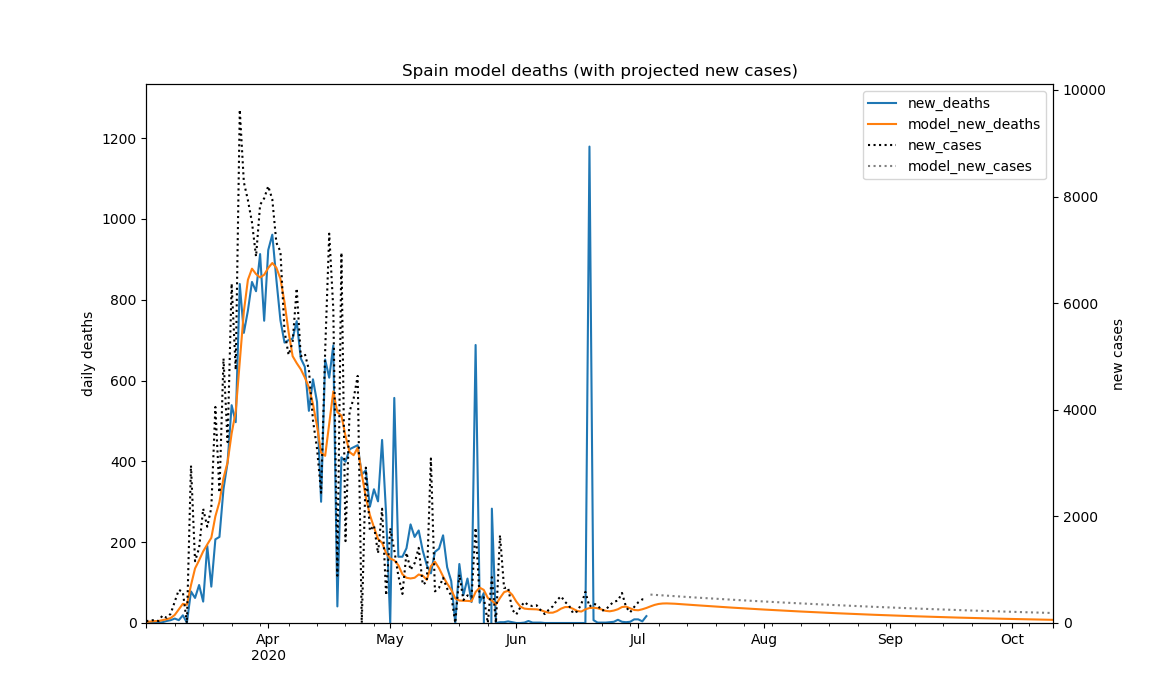 Spain model deaths (with projected new cases)
new_deaths
model_new_deaths
new_cases
model_new_cases
daily deaths
1200
1000
800
600
400
200
0
new cases
10000
8000
6000
4000
2000
0
Apr
2020
May
Jun
Jul
Aug
Sep
Oct